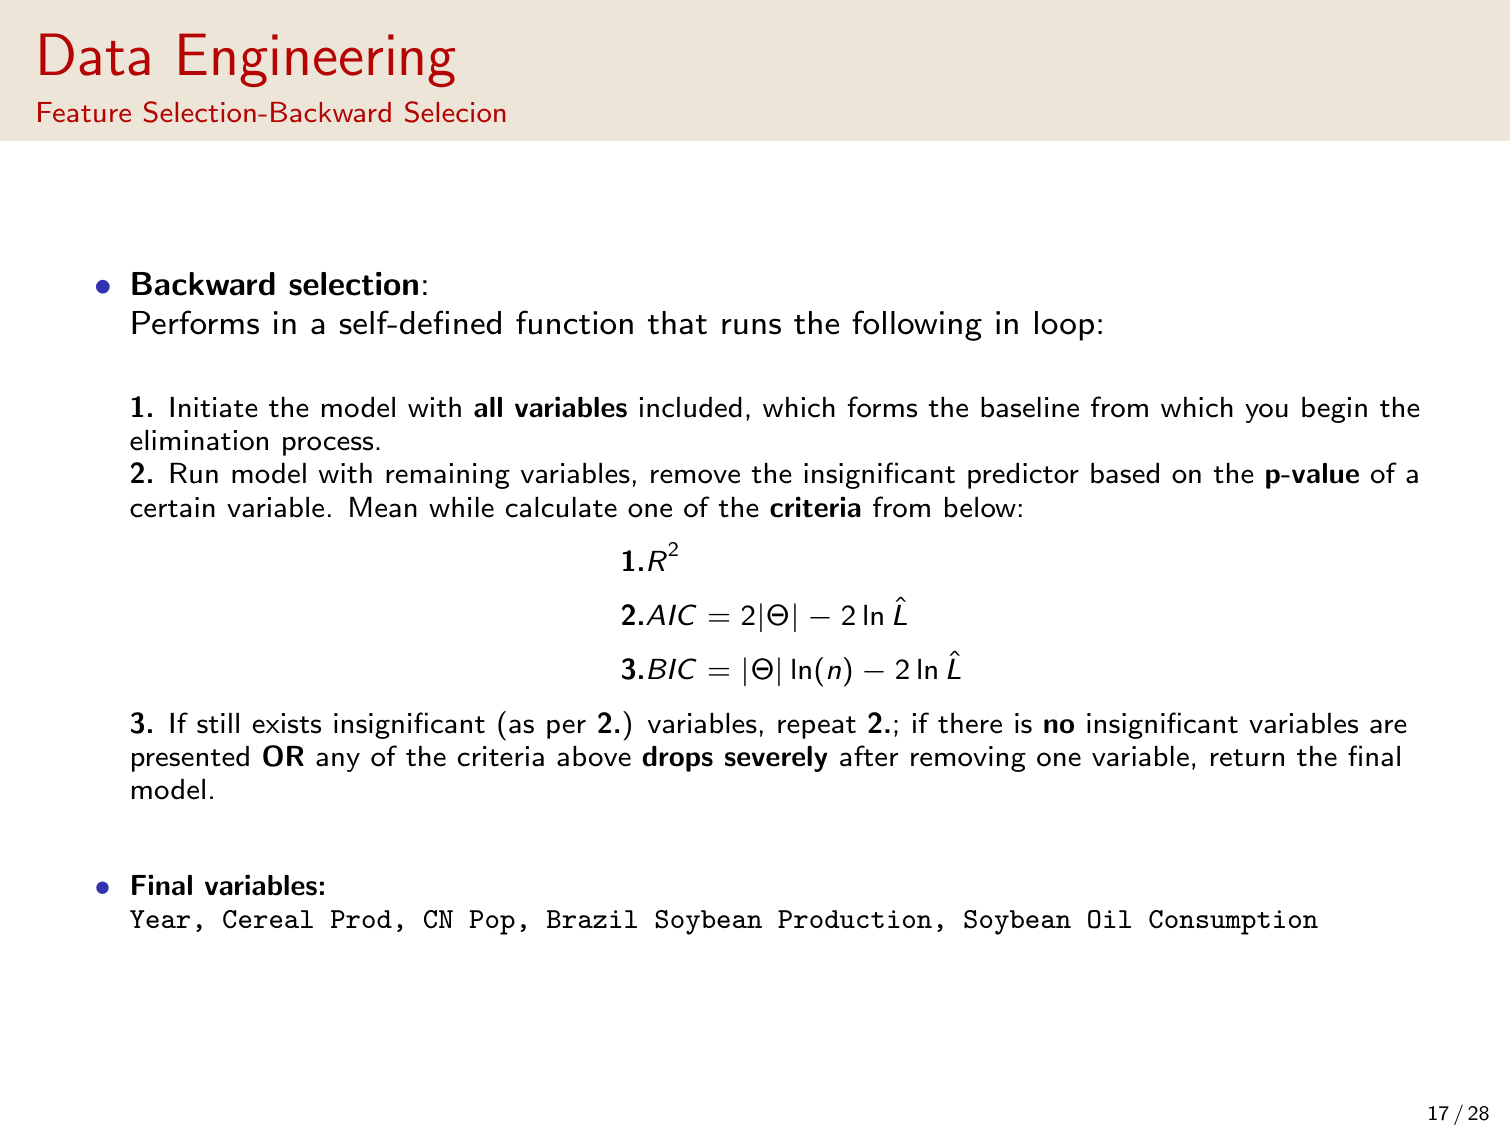 Data Engineering
Feature Selection-Backward Selecion
• Backward selection:
Performs in a self-defined function that runs the following in loop:
1. Initiate the model with all variables included, which forms the baseline from which you begin the
elimination process.
2. Run model with remaining variables, remove the insignificant predictor based on the p-value of a
certain variable. Mean while calculate one of the criteria from below:
1.R²
2.AIC = 2|Θ| − 2 ln L̂
3.BIC = |Θ| ln(n) − 2 ln L̂
3. If still exists insignificant (as per 2.) variables, repeat 2.; if there is no insignificant variables are
presented OR any of the criteria above drops severely after removing one variable, return the final
model.
• Final variables:
Year, Cereal Prod, CN Pop, Brazil Soybean Production, Soybean Oil Consumption
17 / 28